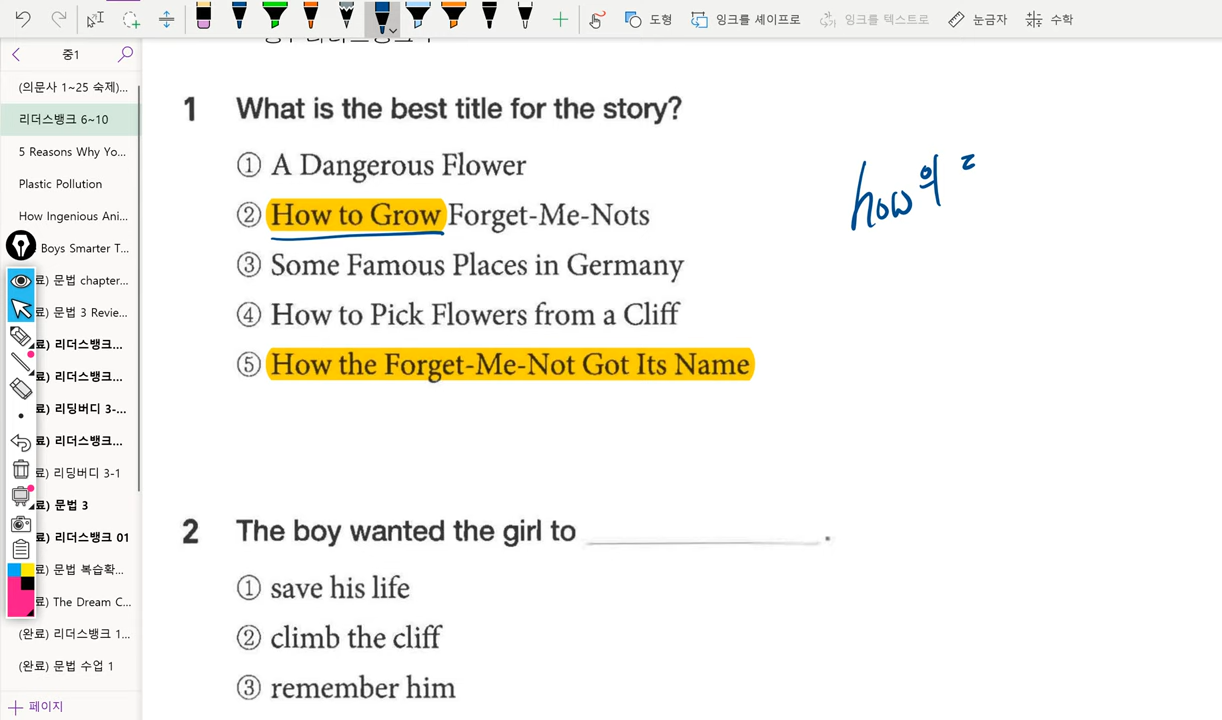 도형
잉크를 셰이프로
잉크를 텍스트로
눈금자
수학
중1
(의문사 1~25 숙제)...
리더스뱅크 6~10
5 Reasons Why Yo...
Plastic Pollution
How Ingenious Ani...
Boys Smarter T...
료) 문법 chapter...
료) 문법 3 Revie...
료) 리더스뱅크...
료) 리더스뱅크...
료) 리딩버디 3-...
료) 리더스뱅크...
료) 리딩버디 3-1
료) 문법 3
료) 리더스뱅크 01
료) 문법 복습확...
료) The Dream C...
(완료) 리더스뱅크 1...
(완료) 문법 수업 1
페이지
1 What is the best title for the story?
① A Dangerous Flower
② How to Grow Forget-Me-Nots
③ Some Famous Places in Germany
④ How to Pick Flowers from a Cliff
⑤ How the Forget-Me-Not Got Its Name
how의
2 The boy wanted the girl to ____________ .
① save his life
② climb the cliff
③ remember him